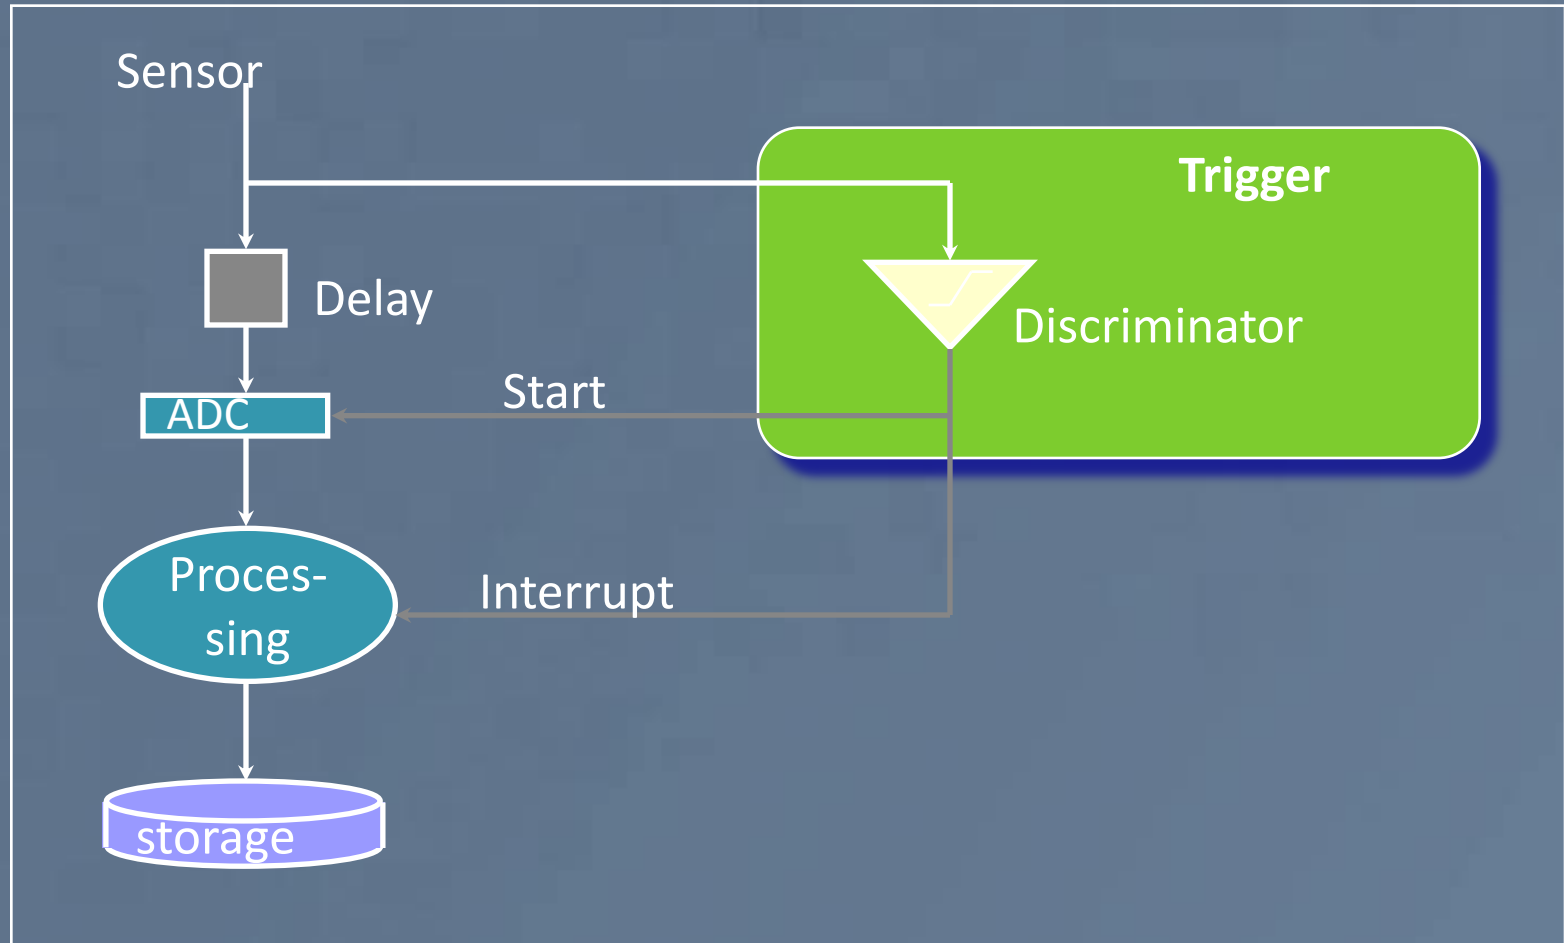 Sensor
Trigger
Delay
Discriminator
Start
ADC
Proces-
sing
Interrupt
storage